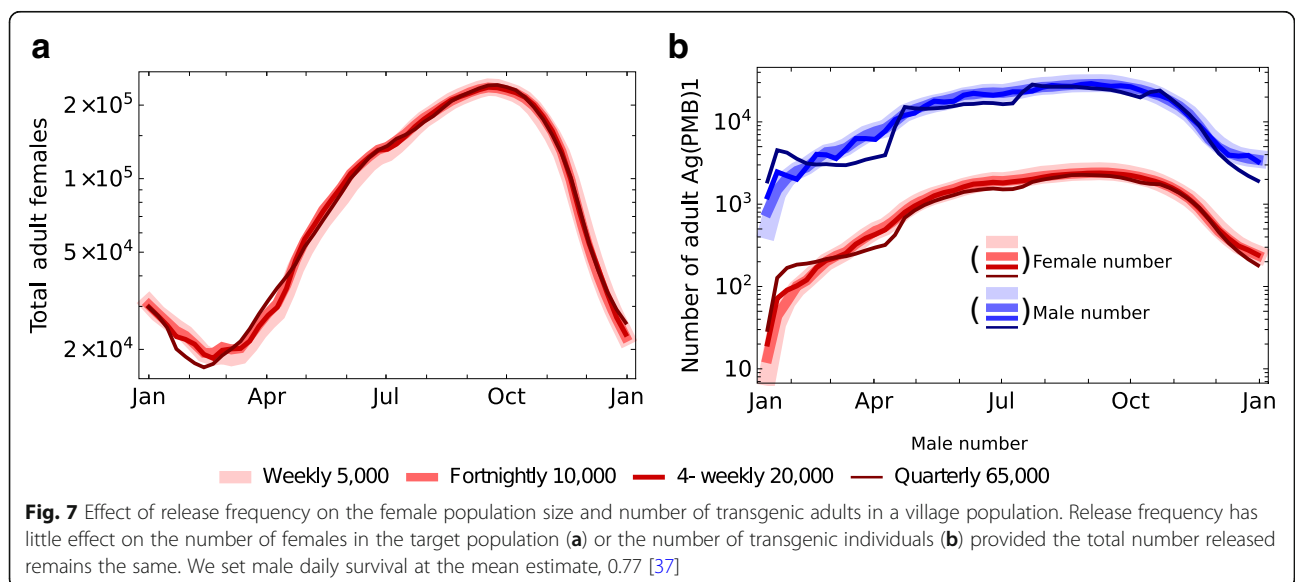 a
b
Total adult females
2×10⁵
1×10⁵
5×10⁴
2×10⁴
Jan Apr Jul Oct Jan
Number of adult Ag(PMB)1
10⁴
10³
10²
10
( ) Female number
( ) Male number
Jan Apr Jul Oct Jan
Male number
Weekly 5,000 Fortnightly 10,000 4- weekly 20,000 Quarterly 65,000
Fig. 7 Effect of release frequency on the female population size and number of transgenic adults in a village population. Release frequency has
little effect on the number of females in the target population (a) or the number of transgenic individuals (b) provided the total number released
remains the same. We set male daily survival at the mean estimate, 0.77 [37]